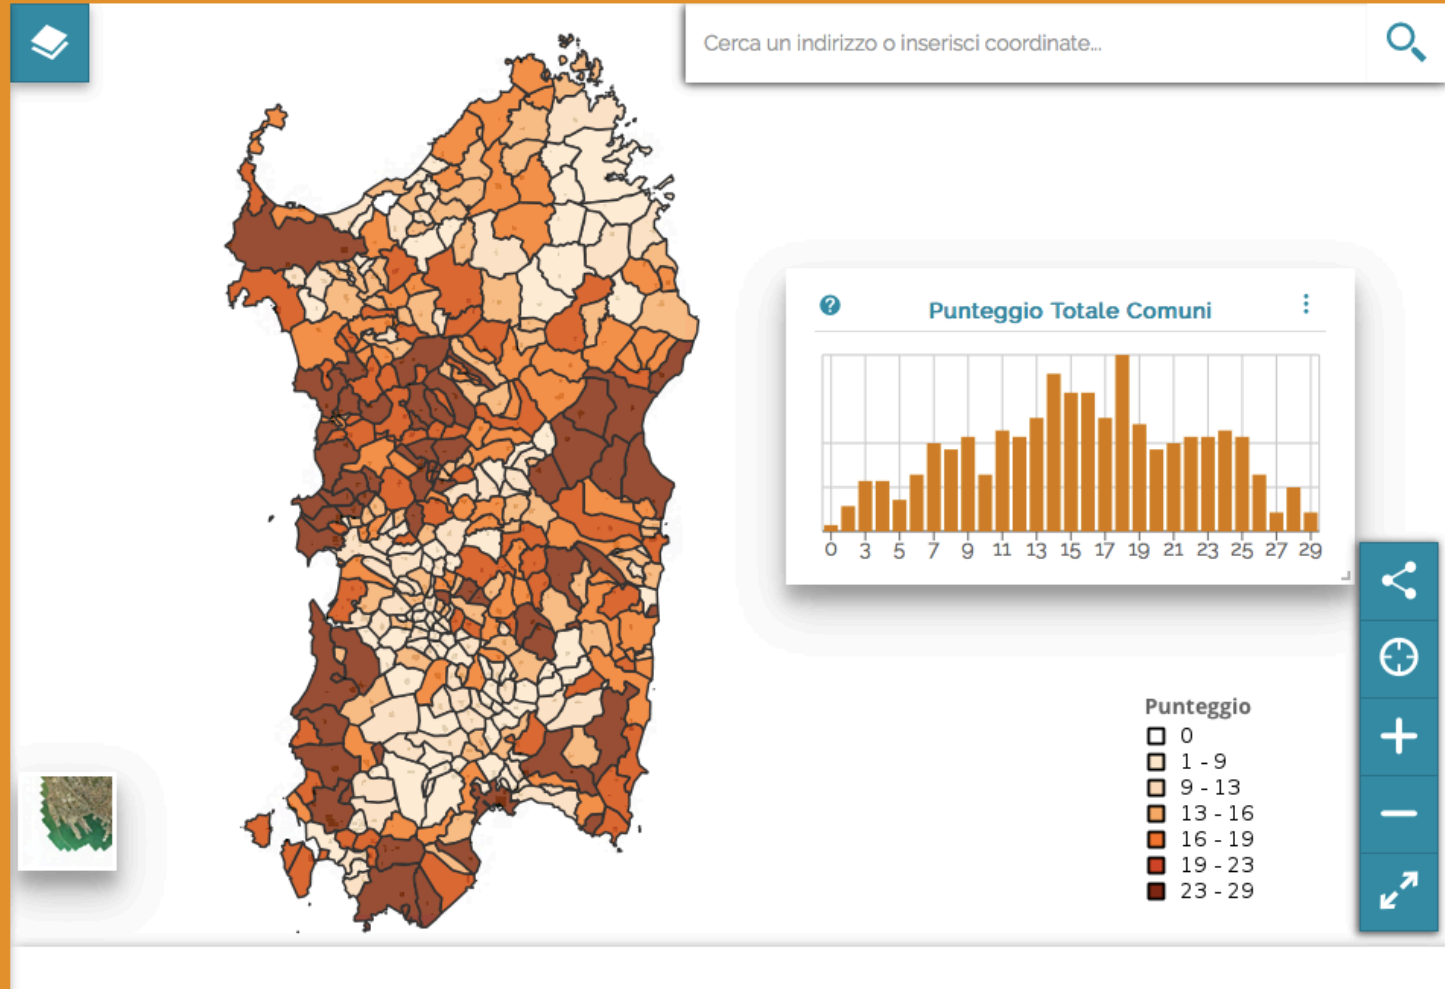 Cerca un indirizzo o inserisci coordinate...
?
Punteggio Totale Comuni
0 3 5 7 9 11 13 15 17 19 21 23 25 27 29
Punteggio
0
1 - 9
9 - 13
13 - 16
16 - 19
19 - 23
23 - 29